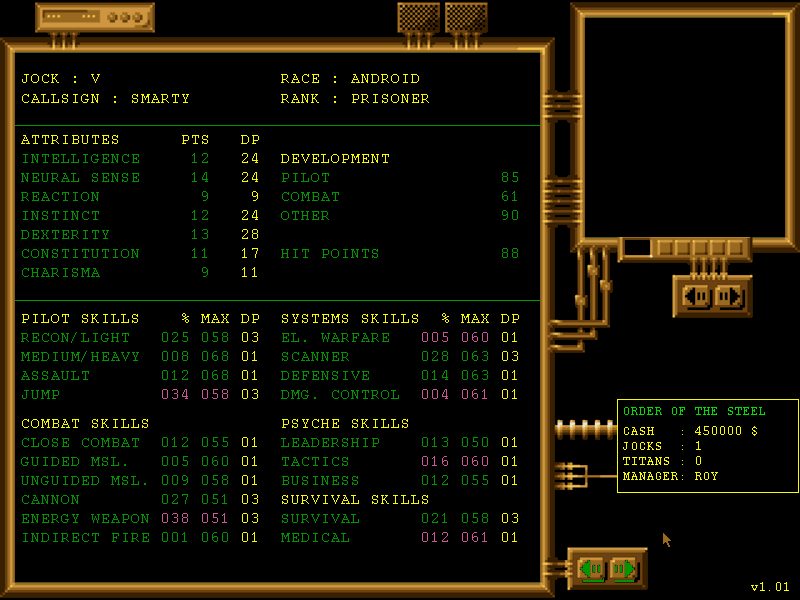 JOCK : V RACE : ANDROID
CALLSIGN : SMARTY RANK : PRISONER
ATTRIBUTES PTS DP
INTELLIGENCE 12 24 DEVELOPMENT
NEURAL SENSE 14 24 PILOT 85
REACTION 9 9 COMBAT 61
INSTINCT 12 24 OTHER 90
DEXTERITY 13 28
CONSTITUTION 11 17 HIT POINTS 88
CHARISMA 9 11
PILOT SKILLS % MAX DP SYSTEMS SKILLS % MAX DP
RECON/LIGHT 025 058 03 EL. WARFARE 005 060 01
MEDIUM/HEAVY 008 068 01 SCANNER 028 063 03
ASSAULT 012 068 01 DEFENSIVE 014 063 01
JUMP 034 058 03 DMG. CONTROL 004 061 01
COMBAT SKILLS PSYCHE SKILLS
CLOSE COMBAT 012 055 01 LEADERSHIP 013 050 01
GUIDED MSL. 005 060 01 TACTICS 016 060 01
UNGUIDED MSL. 009 058 01 BUSINESS 012 055 01
CANNON 027 051 03 SURVIVAL SKILLS
ENERGY WEAPON 038 051 03 SURVIVAL 021 058 03
INDIRECT FIRE 001 060 01 MEDICAL 012 061 01
ORDER OF THE STEEL
CASH : 450000 $
JOCKS : 1
TITANS : 0
MANAGER: ROY
v1.01